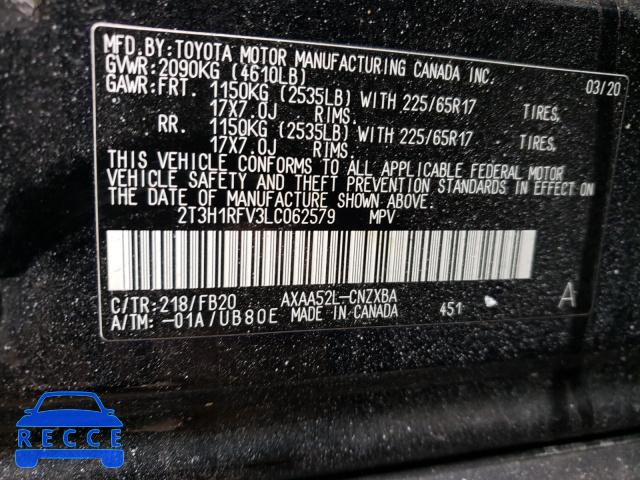 MFD. BY: TOYOTA MOTOR MANUFACTURING CANADA INC.
GVWR: 2090KG (4610LB) 03/20
GAWR: FRT. 1150KG (2535LB) WITH 225/65R17 TIRES,
17X7.0J RIMS.
RR. 1150KG (2535LB) WITH 225/65R17 TIRES,
17X7.0J RIMS.
THIS VEHICLE CONFORMS TO ALL APPLICABLE FEDERAL MOTOR
VEHICLE SAFETY AND THEFT PREVENTION STANDARDS IN EFFECT ON
THE DATE OF MANUFACTURE SHOWN ABOVE.
2T3H1RFV3LC062579 MPV
C/TR: 218/FB20 AXAA52L-CNZXBA A
A/TM: -01A/UB80E MADE IN CANADA 451
RECCE